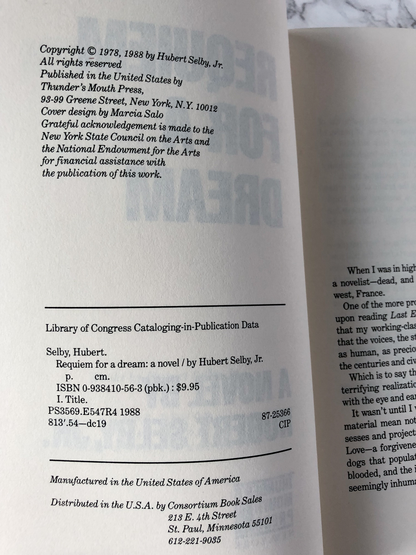 Copyright © 1978, 1988 by Hubert Selby, Jr.
All rights reserved
Published in the United States by
Thunder's Mouth Press,
93-99 Greene Street, New York, N.Y. 10012
Cover design by Marcia Salo
Grateful acknowledgement is made to the
New York State Council on the Arts and
the National Endowment for the Arts
for financial assistance with
the publication of this work.
Library of Congress Cataloging-in-Publication Data
Selby, Hubert.
Requiem for a dream: a novel / by Hubert Selby, Jr.
p. cm.
ISBN 0-938410-56-3 (pbk.) : $9.95
I. Title.
PS3569.E547R4 1988
813'.54—dc19
87-25366
CIP
Manufactured in the United States of America
Distributed in the U.S.A. by Consortium Book Sales
213 E. 4th Street
St. Paul, Minnesota 55101
612-221-9035
When I was in high
a novelist—dead, and
west, France.
One of the more pro
upon reading Last E
that my working-clas
that the voices, the st
as human, as precio
the centuries and civ
Which is to say th
terrifying realizatio
with the eye and ear
It wasn't until I
material mean not
sesses and project
Love—a forgivene
dogs that populat
blooded, and the i
seemingly inhuma